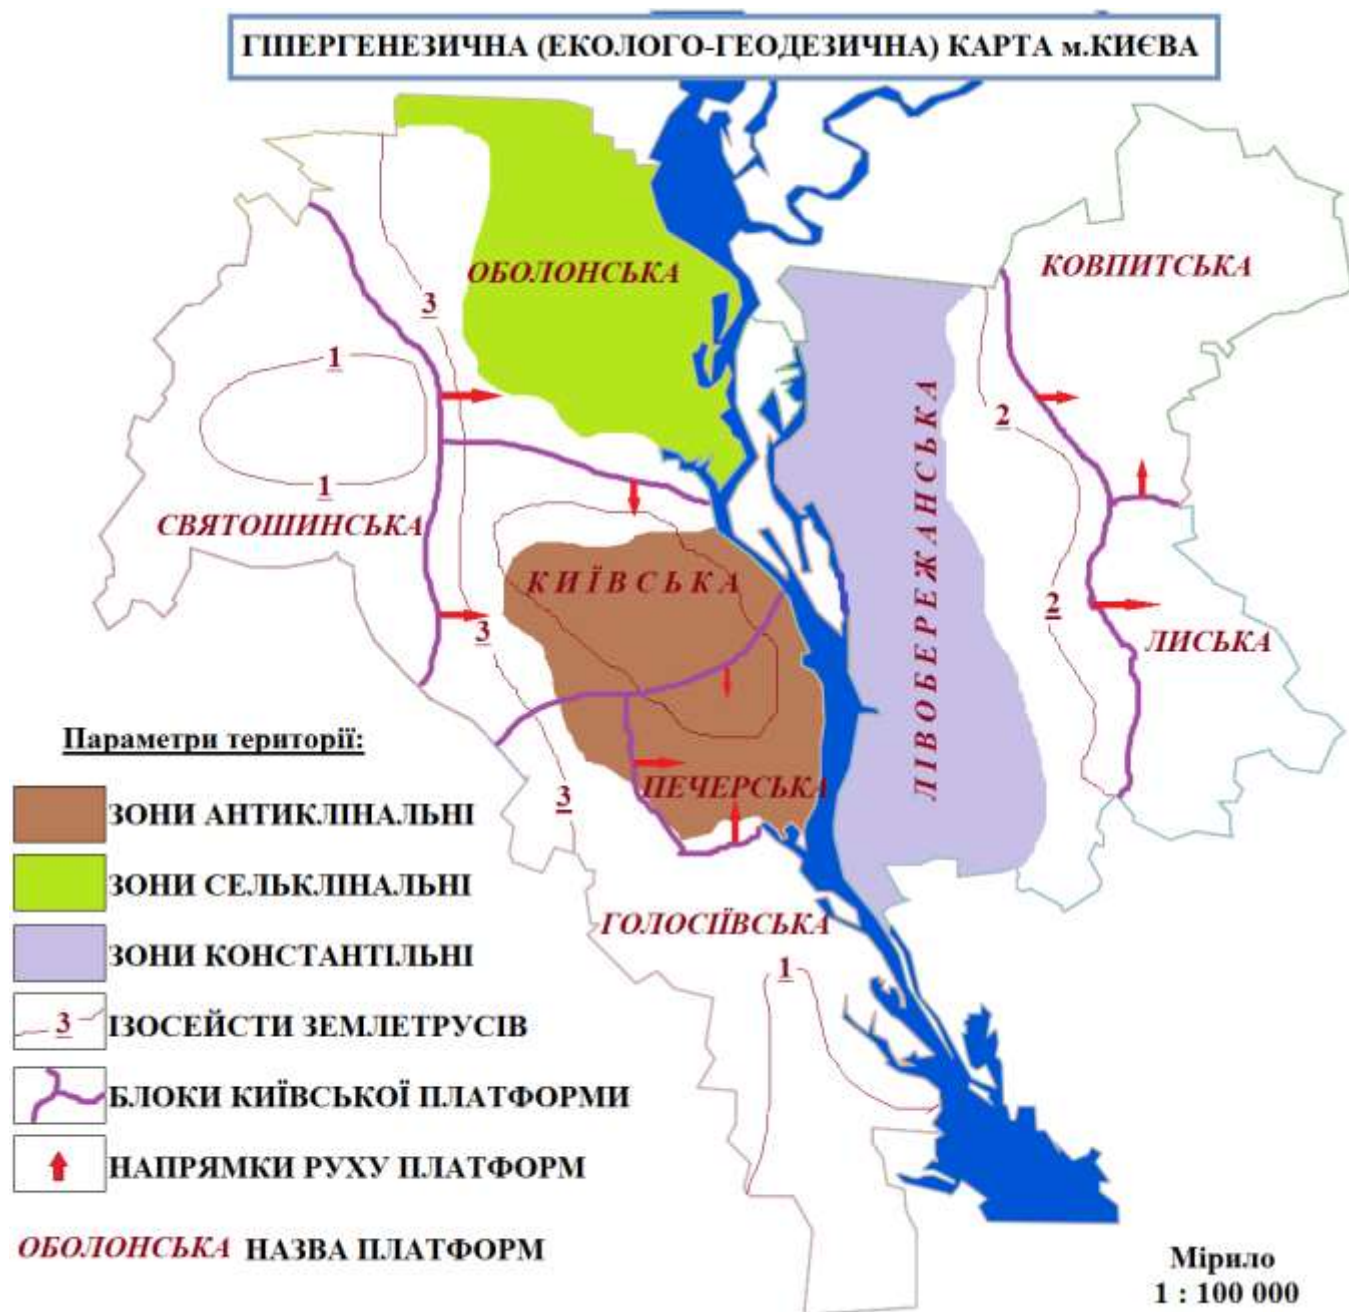 ГІПЕРГЕНЕЗИЧНА (ЕКОЛОГО-ГЕОДЕЗИЧНА) КАРТА м.КИЄВА
ОБОЛОНСЬКА
КОВПИТСЬКА
3
1
2
1
СВЯТОШИНСЬКА
ЛІВОБЕРЕЖАНСЬКА
КИЇВСЬКА
2
3
ЛИСЬКА
ПЕЧЕРСЬКА
3
ГОЛОСІЇВСЬКА
1
Параметри території:
ЗОНИ АНТИКЛІНАЛЬНІ
ЗОНИ СЕЛЬКЛІНАЛЬНІ
ЗОНИ КОНСТАНТІЛЬНІ
3 ІЗОСЕЙСТИ ЗЕМЛЕТРУСІВ
БЛОКИ КИЇВСЬКОЇ ПЛАТФОРМИ
НАПРЯМКИ РУХУ ПЛАТФОРМ
ОБОЛОНСЬКА НАЗВА ПЛАТФОРМ
Мірило
1 : 100 000